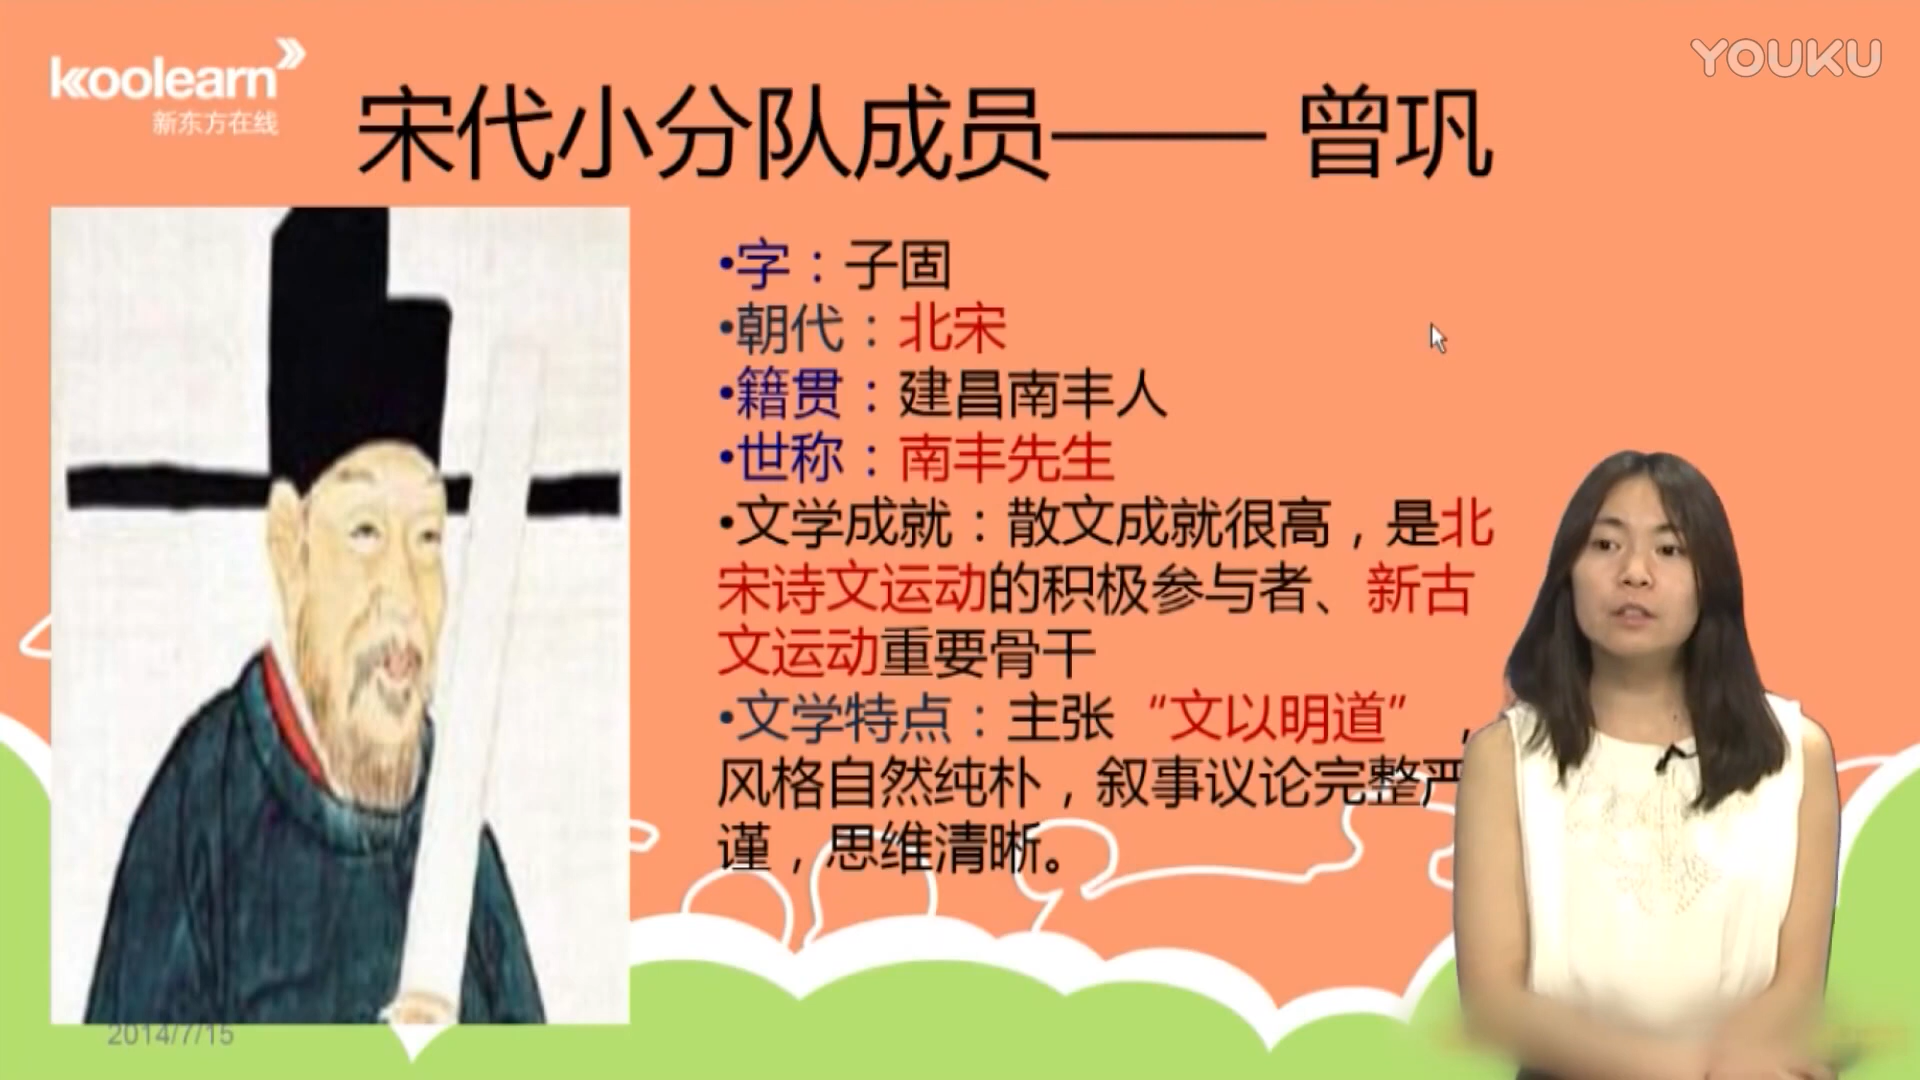 koolearn
新东方在线
YOUKU
宋代小分队成员—— 曾巩
•字：子固
•朝代：北宋
•籍贯：建昌南丰人
•世称：南丰先生
•文学成就：散文成就很高，是北
宋诗文运动的积极参与者、新古
文运动重要骨干
•文学特点：主张“文以明道”，
风格自然纯朴，叙事议论完整严
谨，思维清晰。
2014/7/15